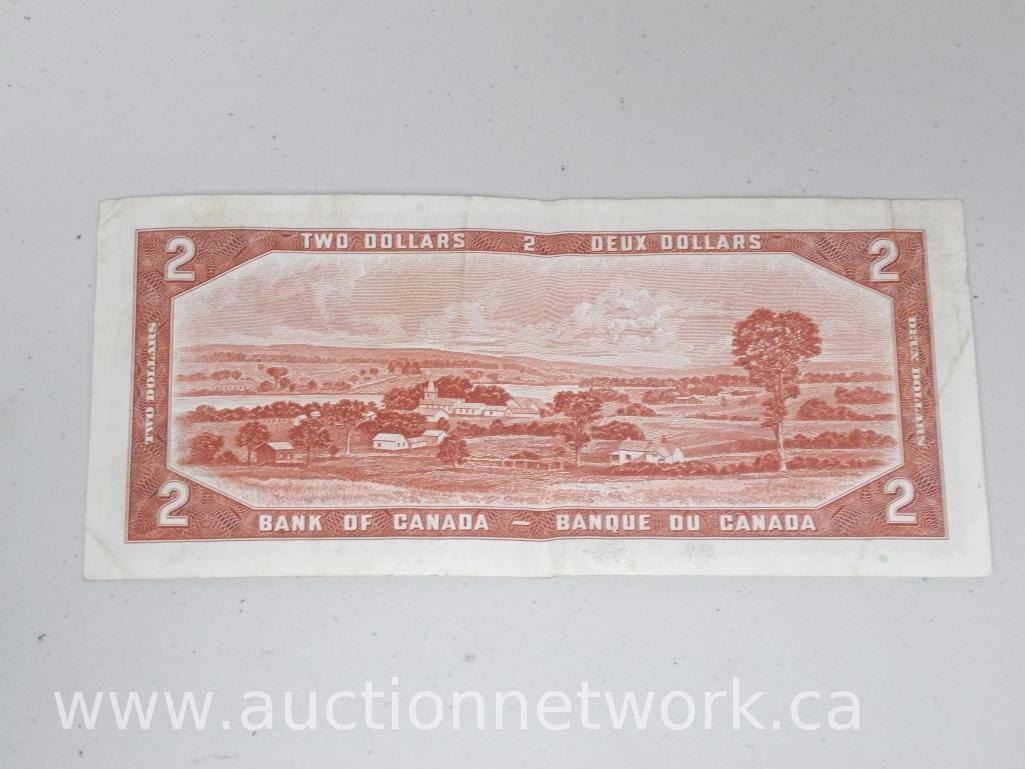 TWO DOLLARS 2 DEUX DOLLARS
2 2
TWO DOLLARS
DEUX DOLLARS
2 2
BANK OF CANADA — BANQUE DU CANADA
www.auctionnetwork.ca